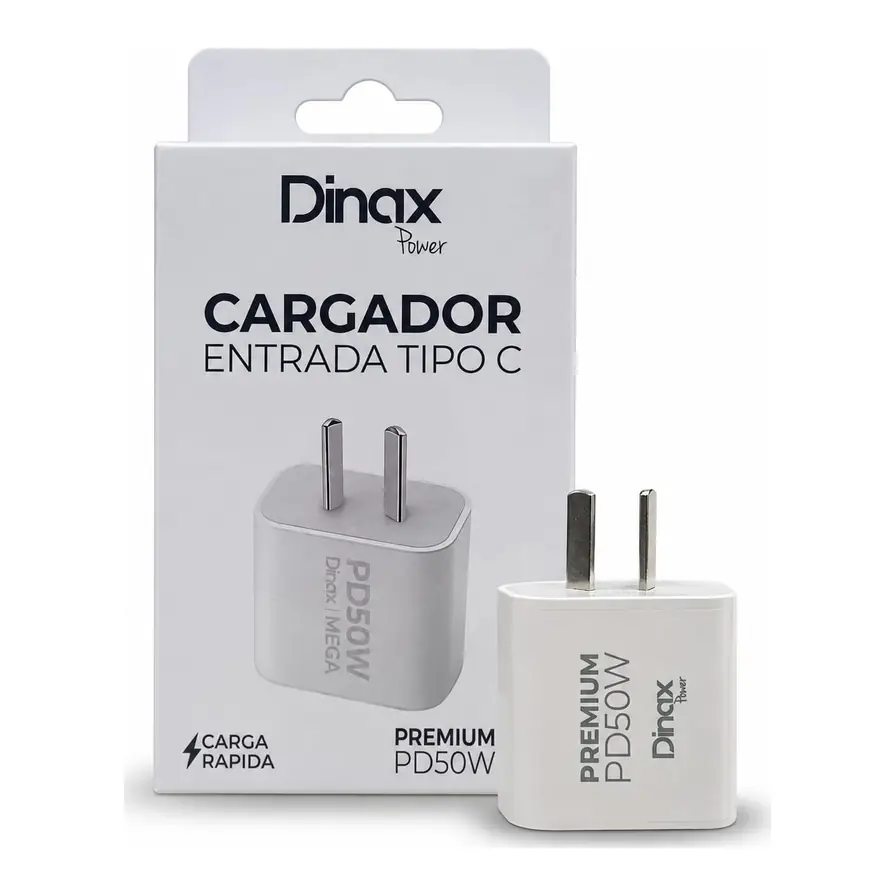 Dinax
Power
CARGADOR
ENTRADA TIPO C
PD50W
Dinax | MEGA
CARGA
RAPIDA
PREMIUM
PD50W
PREMIUM
PD50W
Dinax
Power